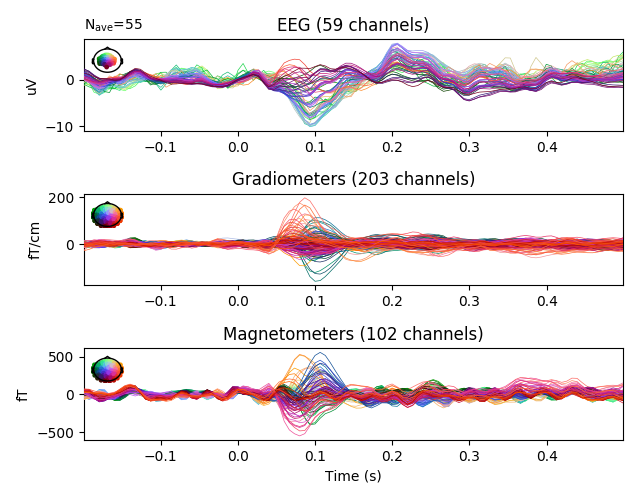 N_ave=55
EEG (59 channels)
uV
0
−10
−0.1 0.0 0.1 0.2 0.3 0.4
Gradiometers (203 channels)
fT/cm
200
0
−0.1 0.0 0.1 0.2 0.3 0.4
Magnetometers (102 channels)
fT
500
0
−500
−0.1 0.0 0.1 0.2 0.3 0.4
Time (s)